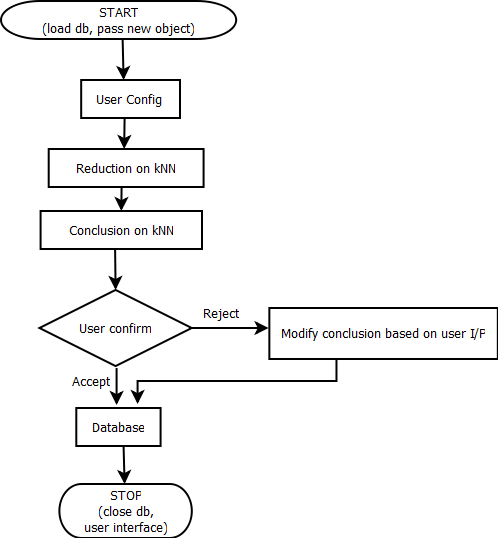 START
(load db, pass new object)
User Config
Reduction on kNN
Conclusion on kNN
User confirm
Reject
Modify conclusion based on user I/P
Accept
Database
STOP
(close db,
user interface)